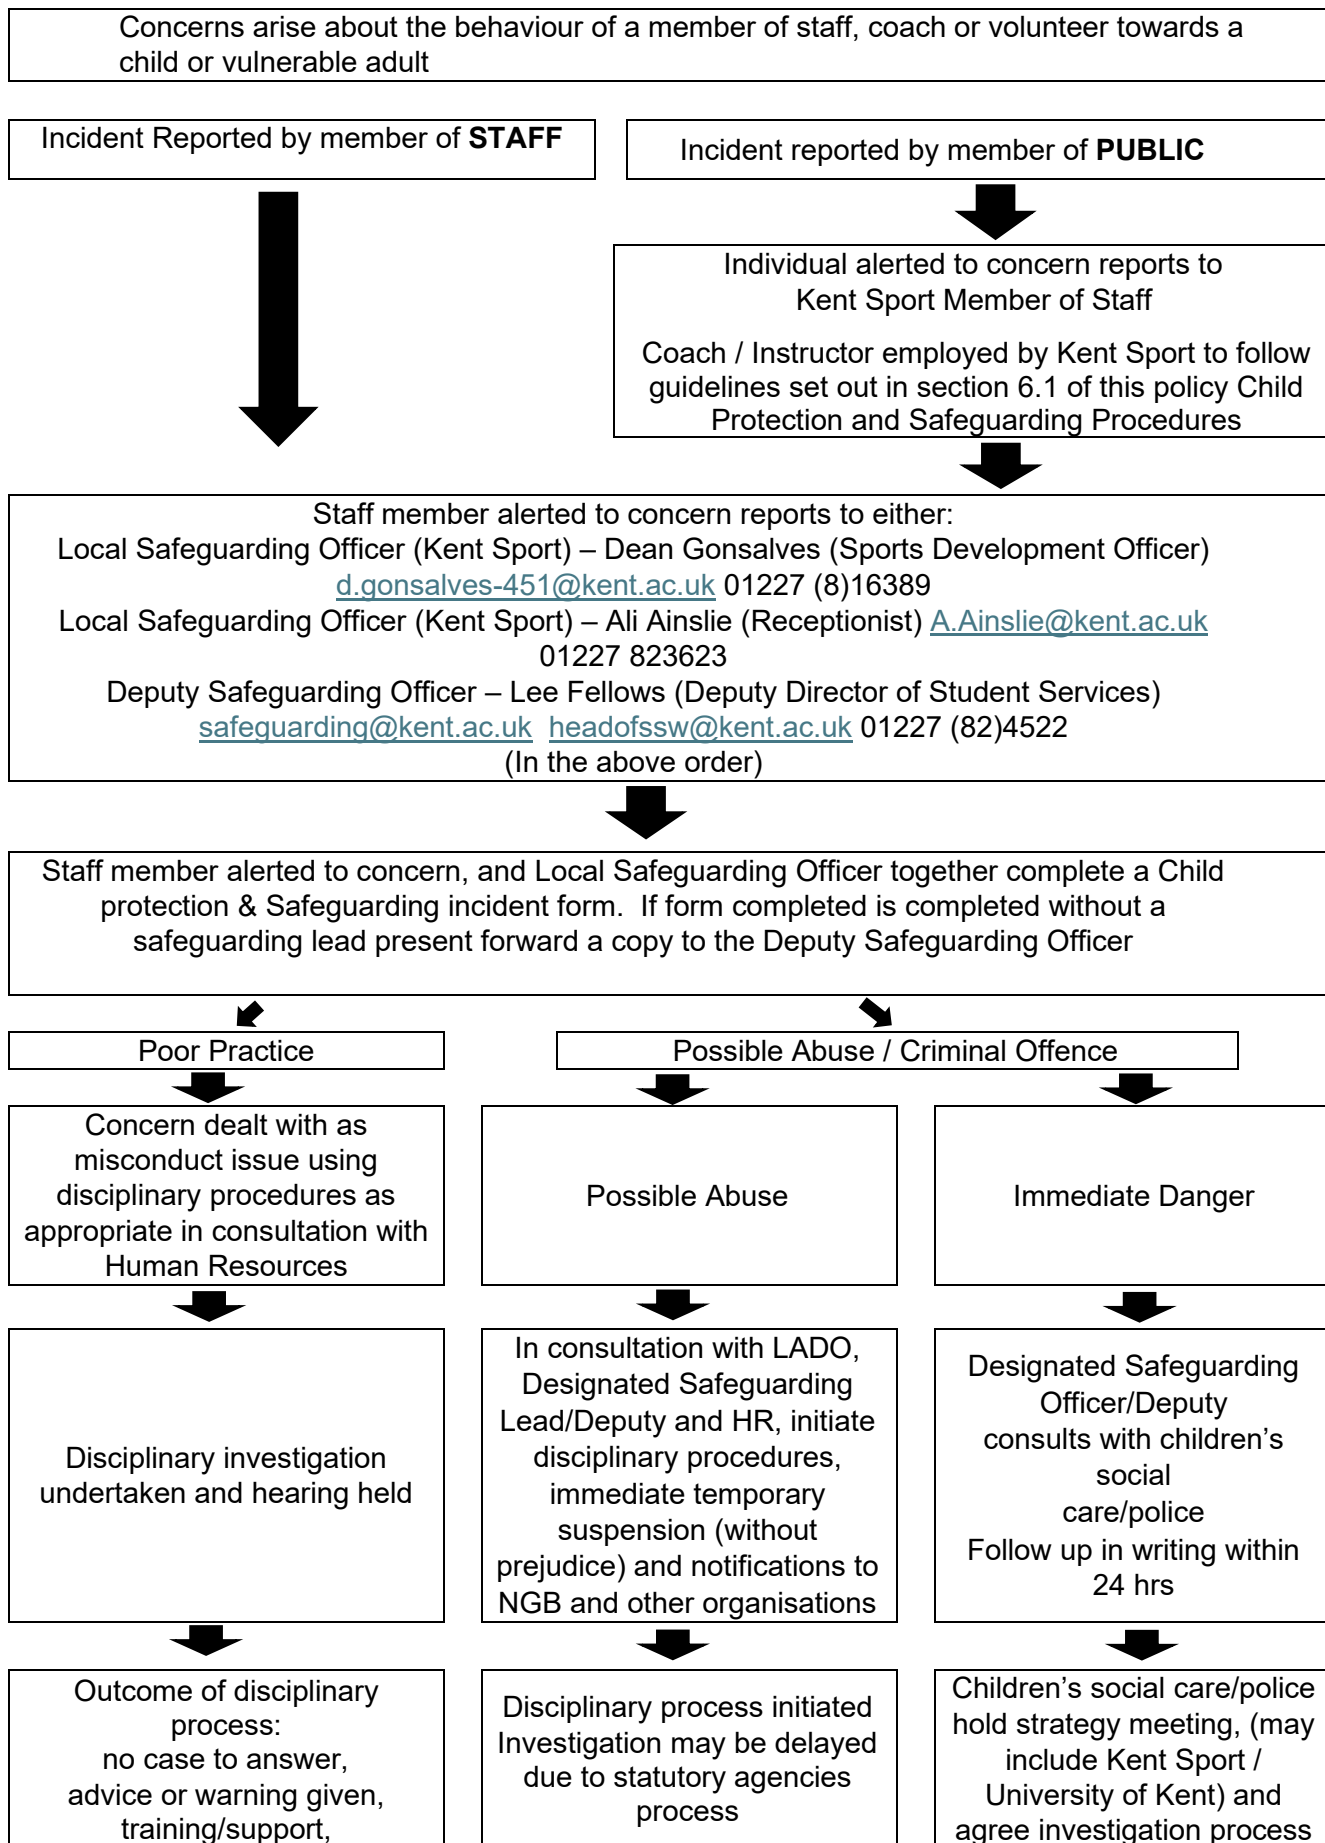 Concerns arise about the behaviour of a member of staff, coach or volunteer towards a
child or vulnerable adult
Incident Reported by member of STAFF
Incident reported by member of PUBLIC
Individual alerted to concern reports to
Kent Sport Member of Staff
Coach / Instructor employed by Kent Sport to follow
guidelines set out in section 6.1 of this policy Child
Protection and Safeguarding Procedures
Staff member alerted to concern reports to either:
Local Safeguarding Officer (Kent Sport) – Dean Gonsalves (Sports Development Officer)
d.gonsalves-451@kent.ac.uk 01227 (8)16389
Local Safeguarding Officer (Kent Sport) – Ali Ainslie (Receptionist) A.Ainslie@kent.ac.uk
01227 823623
Deputy Safeguarding Officer – Lee Fellows (Deputy Director of Student Services)
safeguarding@kent.ac.uk headofssw@kent.ac.uk 01227 (82)4522
(In the above order)
Staff member alerted to concern, and Local Safeguarding Officer together complete a Child
protection & Safeguarding incident form. If form completed is completed without a
safeguarding lead present forward a copy to the Deputy Safeguarding Officer
Poor Practice
Possible Abuse / Criminal Offence
Concern dealt with as
misconduct issue using
disciplinary procedures as
appropriate in consultation with
Human Resources
Possible Abuse
Immediate Danger
Disciplinary investigation
undertaken and hearing held
In consultation with LADO,
Designated Safeguarding
Lead/Deputy and HR, initiate
disciplinary procedures,
immediate temporary
suspension (without
prejudice) and notifications to
NGB and other organisations
Designated Safeguarding
Officer/Deputy
consults with children’s
social
care/police
Follow up in writing within
24 hrs
Outcome of disciplinary
process:
no case to answer,
advice or warning given,
training/support,
Disciplinary process initiated
Investigation may be delayed
due to statutory agencies
process
Children’s social care/police
hold strategy meeting, (may
include Kent Sport /
University of Kent) and
agree investigation process